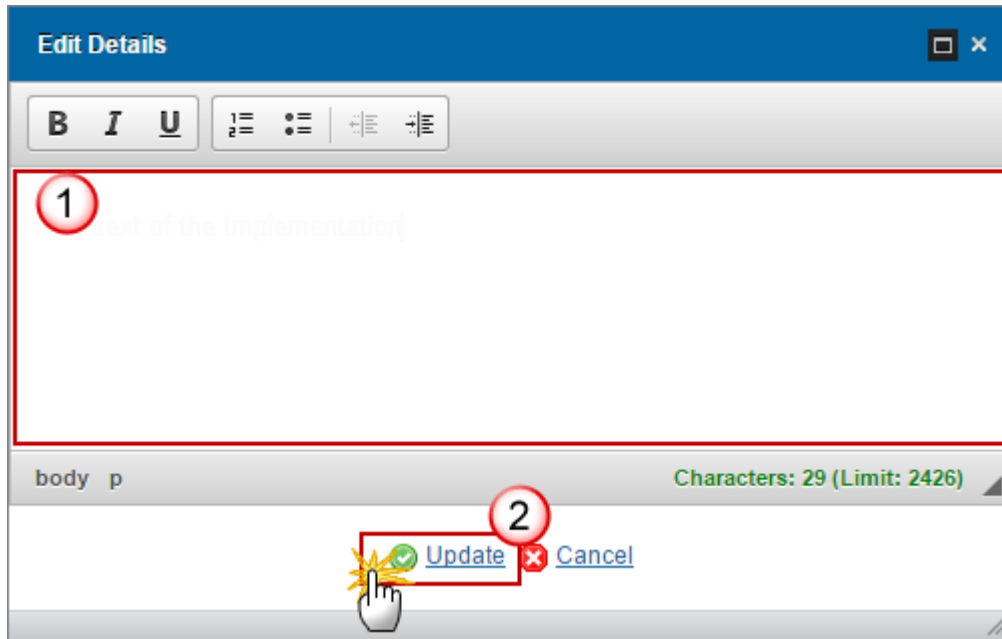 Edit Details
B I U
1
text of the Implementation
body p
Characters: 29 (Limit: 2426)
2
Update Cancel